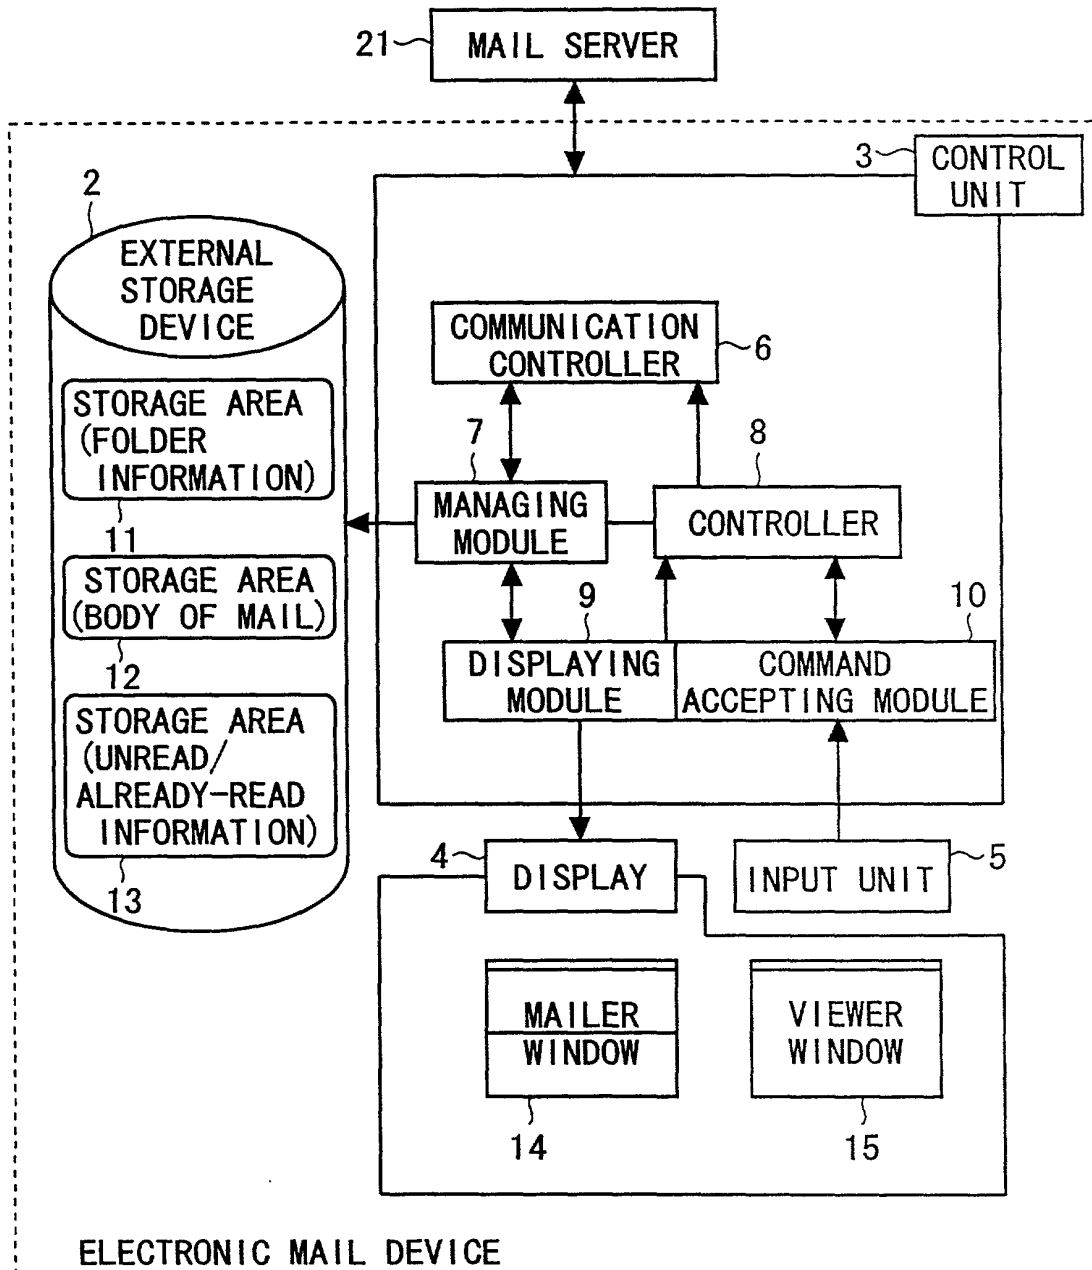 21
MAIL SERVER
3
CONTROL
UNIT
2
EXTERNAL
STORAGE
DEVICE
COMMUNICATION
CONTROLLER
6
STORAGE AREA
(FOLDER
INFORMATION)
11
7
MANAGING
MODULE
8
CONTROLLER
STORAGE AREA
(BODY OF MAIL)
12
9
DISPLAYING
MODULE
10
COMMAND
ACCEPTING MODULE
STORAGE AREA
(UNREAD/
ALREADY-READ
INFORMATION)
13
4
DISPLAY
INPUT UNIT
5
MAILER
WINDOW
14
VIEWER
WINDOW
15
ELECTRONIC MAIL DEVICE